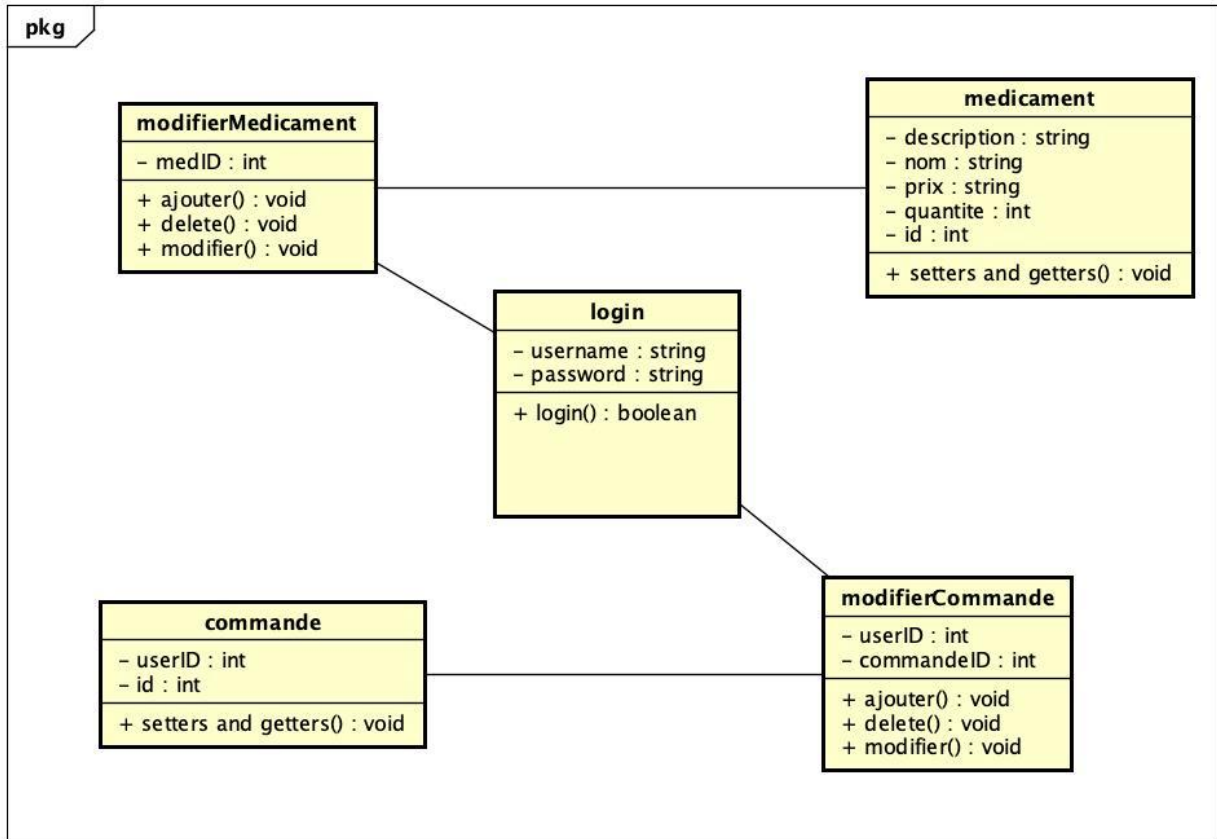 pkg
modifierMedicament
– medID : int
+ ajouter() : void
+ delete() : void
+ modifier() : void
medicament
– description : string
– nom : string
– prix : string
– quantite : int
– id : int
+ setters and getters() : void
login
– username : string
– password : string
+ login() : boolean
commande
– userID : int
– id : int
+ setters and getters() : void
modifierCommande
– userID : int
– commandeID : int
+ ajouter() : void
+ delete() : void
+ modifier() : void